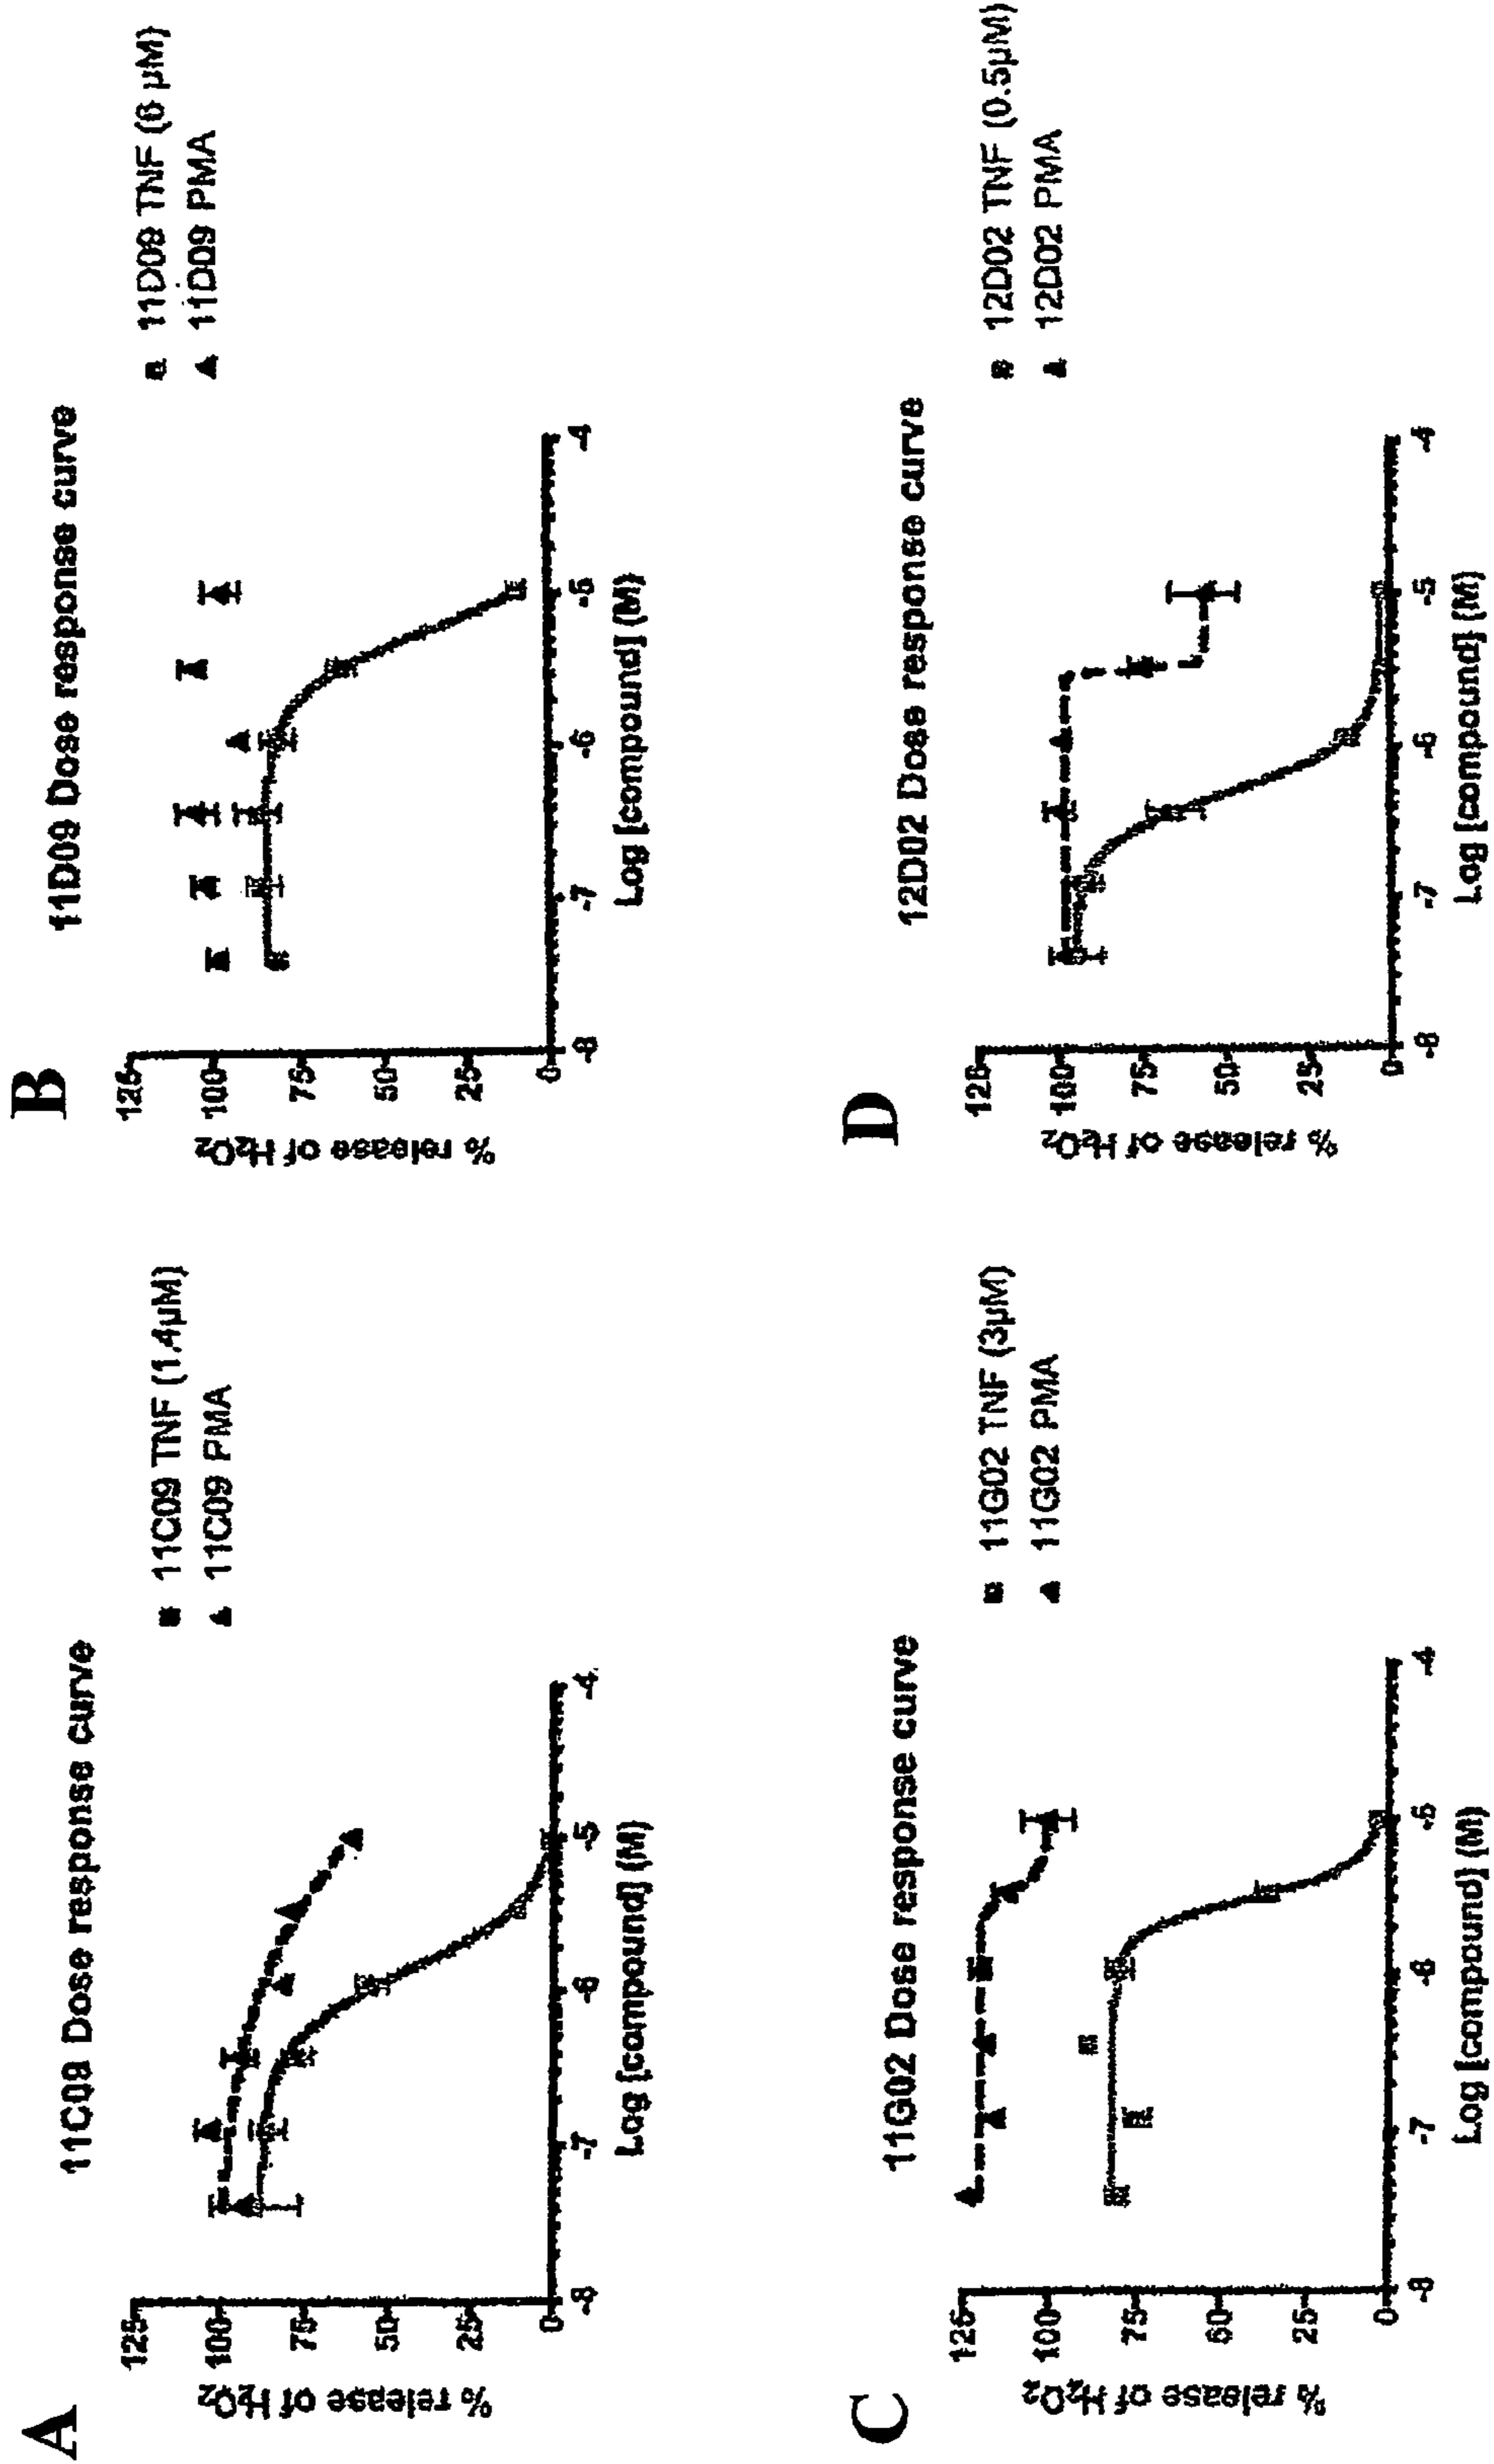 A
11C09 Dose response curve
11C09 TNF (1.4µM)
11C09 PMA
% release of H₂O₂
125
100
75
50
25
0
-8
-7
-6
-5
-4
Log [compound] (M)
B
11D09 Dose response curve
11D09 TNF (6 µM)
11D09 PMA
% release of H₂O₂
125
100
75
50
25
0
-8
-7
-6
-5
-4
Log [compound] (M)
C
11G02 Dose response curve
11G02 TNF (3µM)
11G02 PMA
% release of H₂O₂
125
100
75
50
25
0
-8
-7
-6
-5
-4
Log [compound] (M)
D
12D02 Dose response curve
12D02 TNF (0.5µM)
12D02 PMA
% release of H₂O₂
125
100
75
50
25
0
-8
-7
-6
-5
-4
Log [compound] (M)